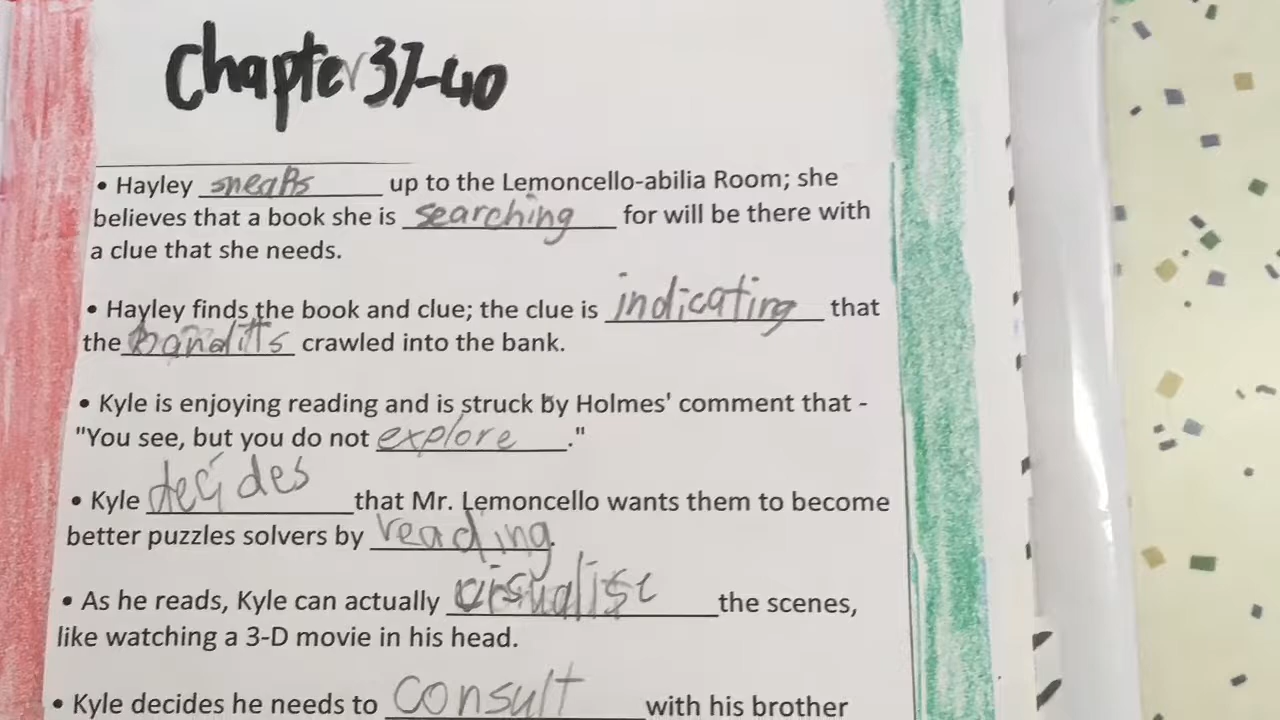 Chapter 37-40
• Hayley sneaks up to the Lemoncello-abilia Room; she
believes that a book she is searching for will be there with
a clue that she needs.
• Hayley finds the book and clue; the clue is indicating that
the banditts crawled into the bank.
• Kyle is enjoying reading and is struck by Holmes' comment that -
"You see, but you do not explore."
• Kyle decides that Mr. Lemoncello wants them to become
better puzzles solvers by reading.
• As he reads, Kyle can actually visualise the scenes,
like watching a 3-D movie in his head.
• Kyle decides he needs to consult with his brother